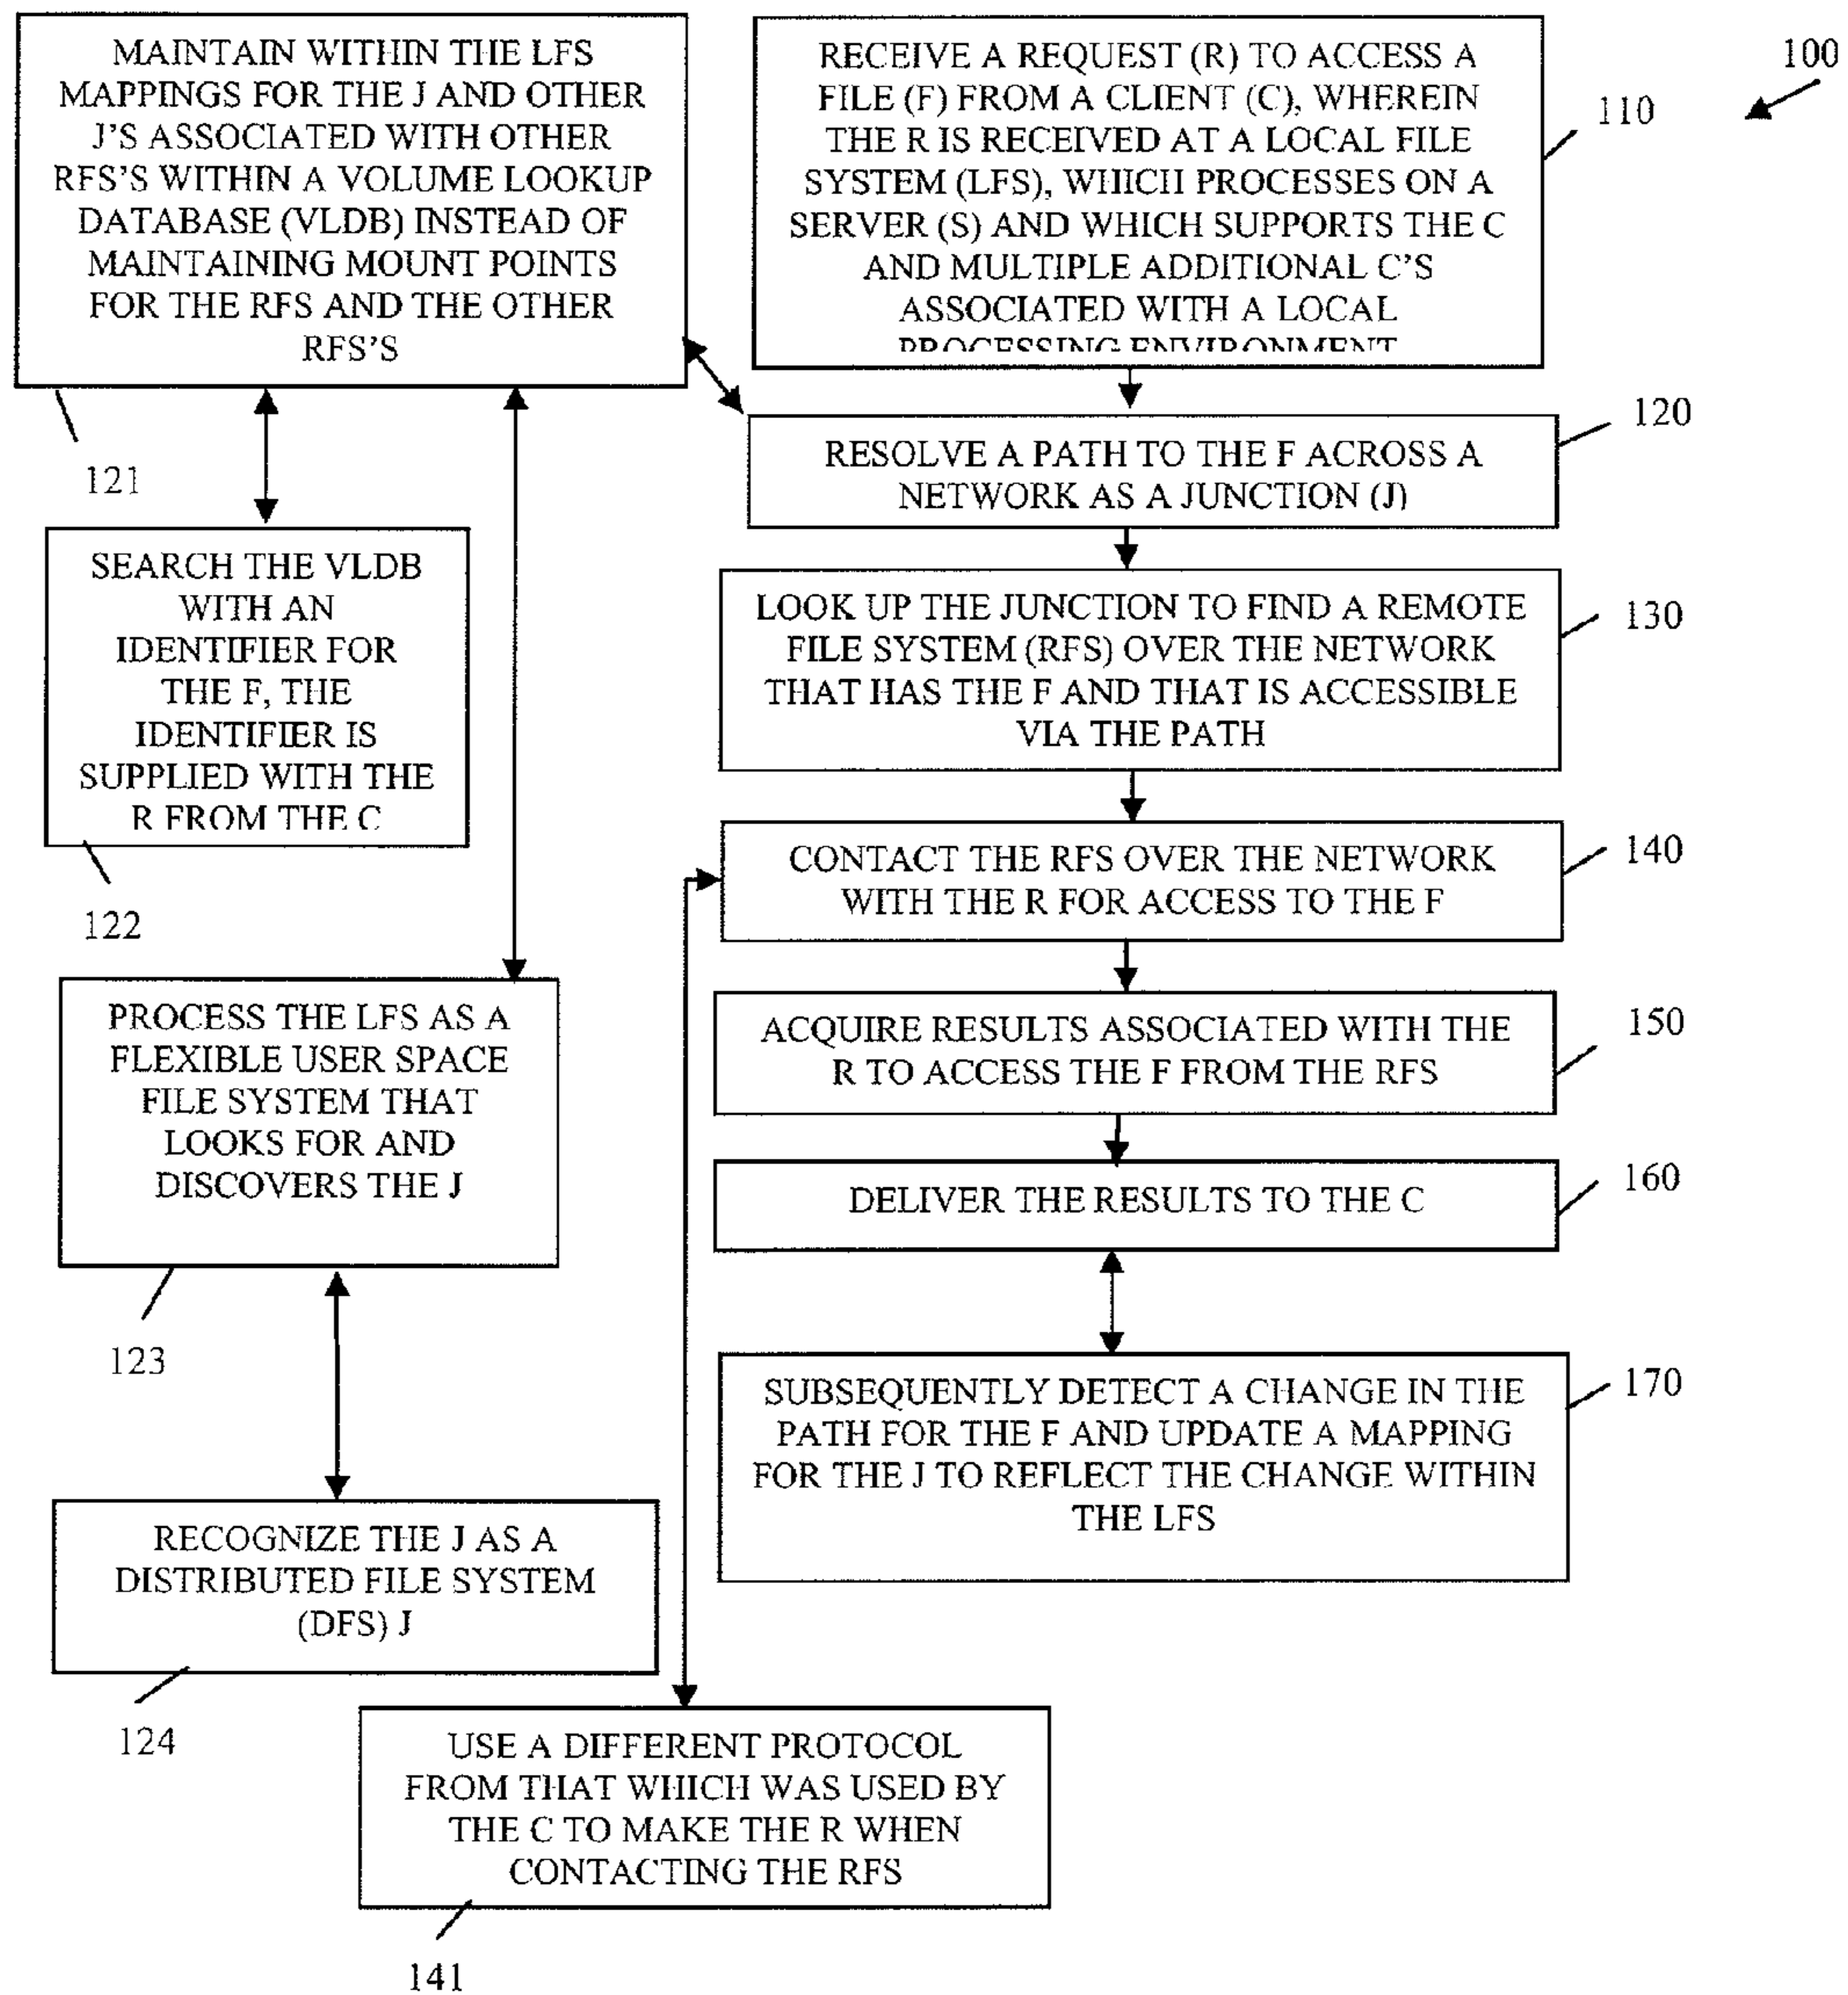 MAINTAIN WITHIN THE LFS
MAPPINGS FOR THE J AND OTHER
J'S ASSOCIATED WITH OTHER
RFS'S WITHIN A VOLUME LOOKUP
DATABASE (VLDB) INSTEAD OF
MAINTAINING MOUNT POINTS
FOR THE RFS AND THE OTHER
RFS'S
121
RECEIVE A REQUEST (R) TO ACCESS A
FILE (F) FROM A CLIENT (C), WHEREIN
THE R IS RECEIVED AT A LOCAL FILE
SYSTEM (LFS), WHICH PROCESSES ON A
SERVER (S) AND WHICH SUPPORTS THE C
AND MULTIPLE ADDITIONAL C'S
ASSOCIATED WITH A LOCAL
PROCESSING ENVIRONMENT
110
100
RESOLVE A PATH TO THE F ACROSS A
NETWORK AS A JUNCTION (J)
120
SEARCH THE VLDB
WITH AN
IDENTIFIER FOR
THE F, THE
IDENTIFIER IS
SUPPLIED WITH THE
R FROM THE C
122
LOOK UP THE JUNCTION TO FIND A REMOTE
FILE SYSTEM (RFS) OVER THE NETWORK
THAT HAS THE F AND THAT IS ACCESSIBLE
VIA THE PATH
130
CONTACT THE RFS OVER THE NETWORK
WITH THE R FOR ACCESS TO THE F
140
PROCESS THE LFS AS A
FLEXIBLE USER SPACE
FILE SYSTEM THAT
LOOKS FOR AND
DISCOVERS THE J
123
ACQUIRE RESULTS ASSOCIATED WITH THE
R TO ACCESS THE F FROM THE RFS
150
DELIVER THE RESULTS TO THE C
160
SUBSEQUENTLY DETECT A CHANGE IN THE
PATH FOR THE F AND UPDATE A MAPPING
FOR THE J TO REFLECT THE CHANGE WITHIN
THE LFS
170
RECOGNIZE THE J AS A
DISTRIBUTED FILE SYSTEM
(DFS) J
124
USE A DIFFERENT PROTOCOL
FROM THAT WHICH WAS USED BY
THE C TO MAKE THE R WHEN
CONTACTING THE RFS
141